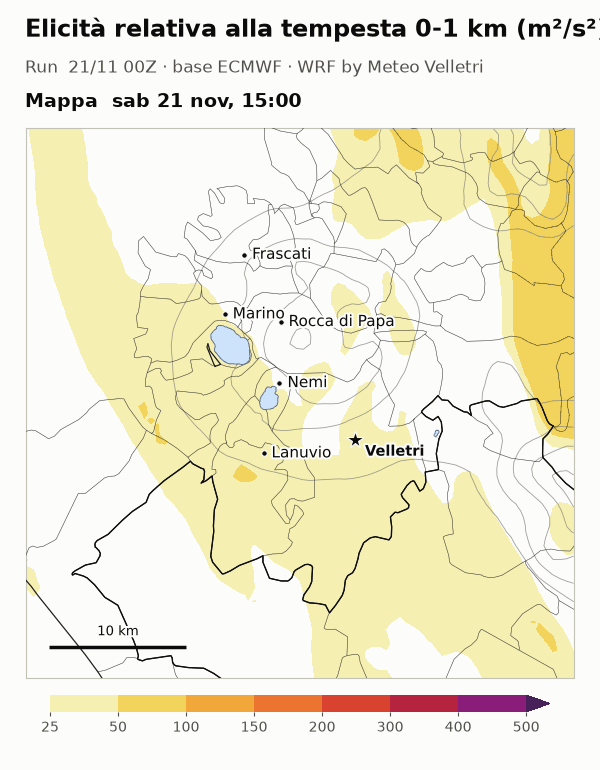 Elicità relativa alla tempesta 0-1 km (m²/s²)
Run 21/11 00Z · base ECMWF · WRF by Meteo Velletri
Mappa sab 21 nov, 15:00
Frascati
Marino
Rocca di Papa
Nemi
Velletri
Lanuvio
10 km
25 50 100 150 200 300 400 500